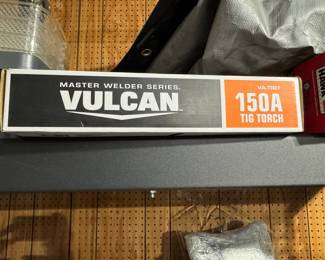 MASTER WELDER SERIES.
VULCAN
150A
TIG TORCH